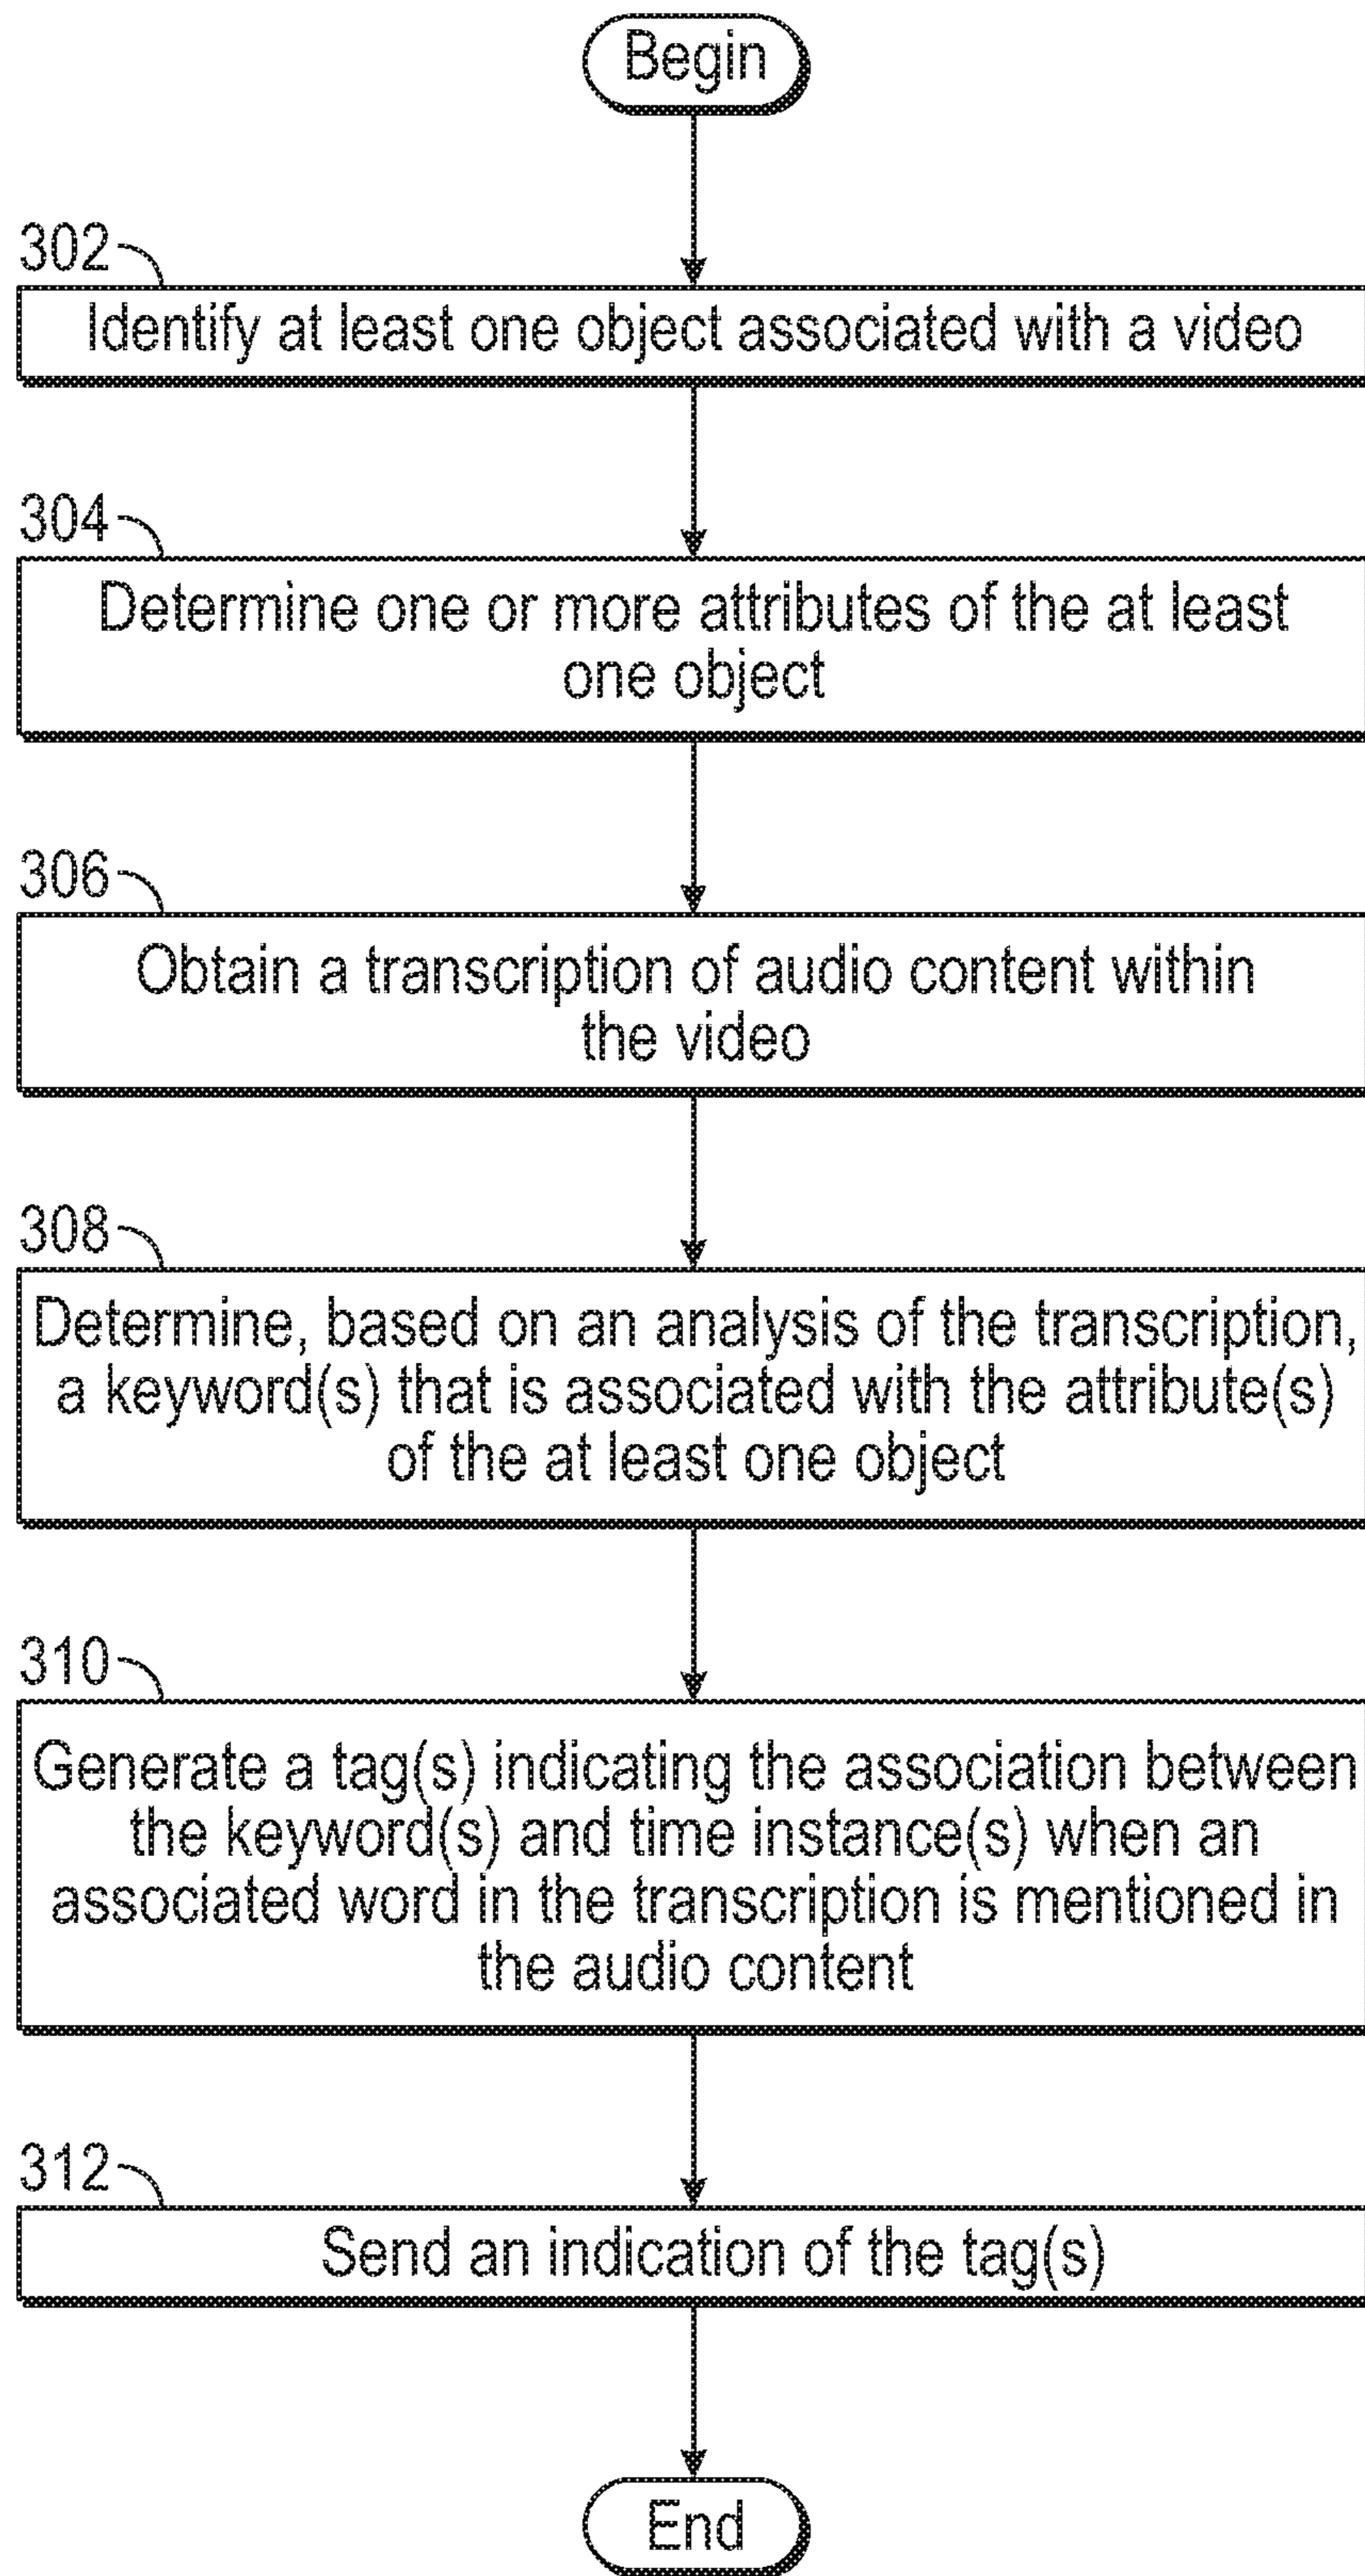 Begin
302
Identify at least one object associated with a video
304
Determine one or more attributes of the at least
one object
306
Obtain a transcription of audio content within
the video
308
Determine, based on an analysis of the transcription,
a keyword(s) that is associated with the attribute(s)
of the at least one object
310
Generate a tag(s) indicating the association between
the keyword(s) and time instance(s) when an
associated word in the transcription is mentioned in
the audio content
312
Send an indication of the tag(s)
End